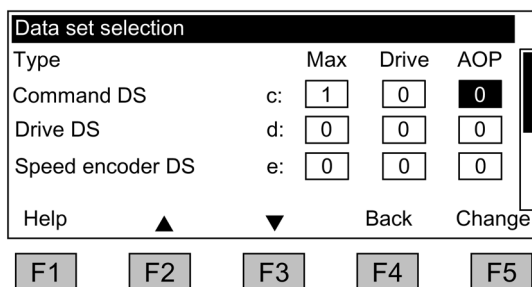 Data set selection
Type Max Drive AOP
Command DS c: 1 0 0
Drive DS d: 0 0 0
Speed encoder DS e: 0 0 0
Help ▲ ▼ Back Change
F1 F2 F3 F4 F5